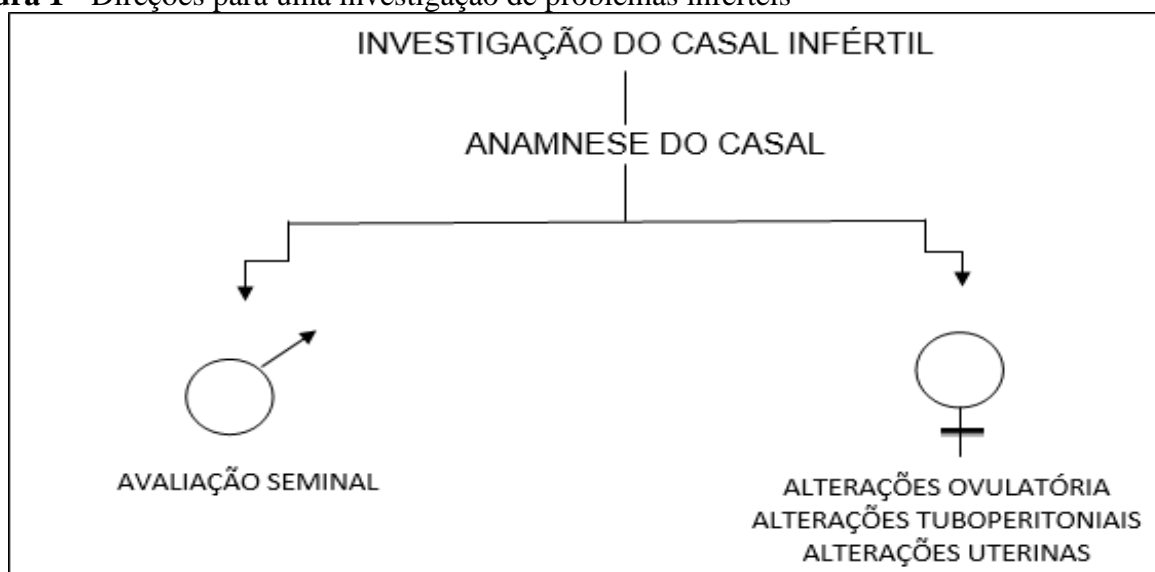 1 Direções para uma investigação de problemas inférteis
INVESTIGAÇÃO DO CASAL INFÉRTIL
ANAMNESE DO CASAL
AVALIAÇÃO SEMINAL
ALTERAÇÕES OVULATÓRIA
ALTERAÇÕES TUBOPERITONIAIS
ALTERAÇÕES UTERINAS